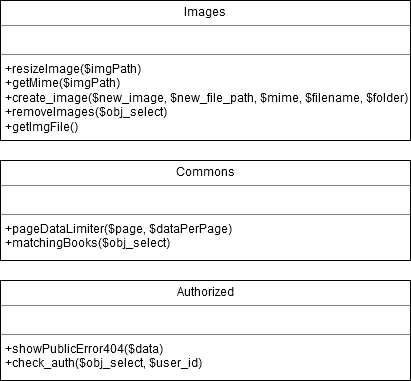 Images
+resizeImage($imgPath)
+getMime($imgPath)
+create_image($new_image, $new_file_path, $mime, $filename, $folder)
+removeImages($obj_select)
+getImgFile()
Commons
+pageDataLimiter($page, $dataPerPage)
+matchingBooks($obj_select)
Authorized
+showPublicError404($data)
+check_auth($obj_select, $user_id)